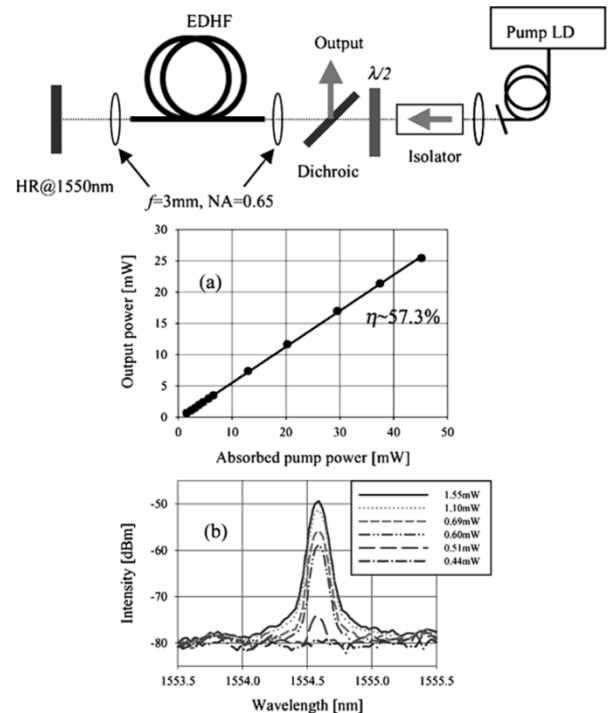 EDHF
Pump LD
Output
λ/2
Isolator
Dichroic
HR@1550nm
f=3mm, NA=0.65
(a)
Output power [mW]
30
25
20
15
10
5
0
η~57.3%
0 10 20 30 40 50
Absorbed pump power [mW]
(b)
Intensity [dBm]
-50
-60
-70
-80
1.55mW
1.10mW
0.69mW
0.60mW
0.51mW
0.44mW
1553.5 1554.0 1554.5 1555.0 1555.5
Wavelength [nm]